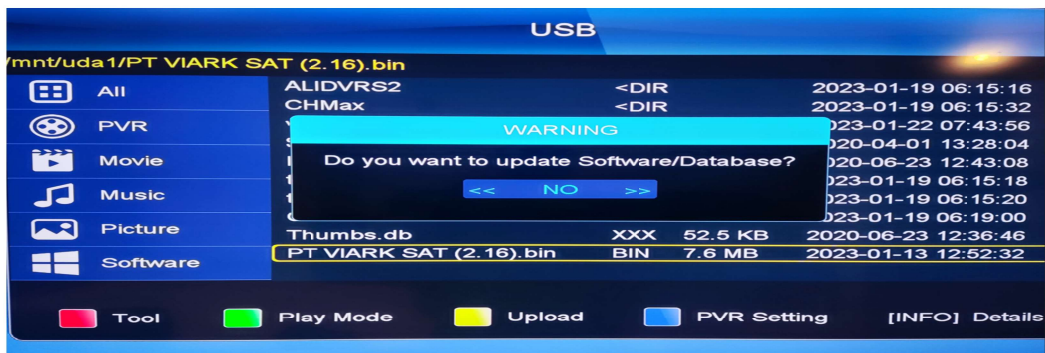 USB
/mnt/uda1/PT VIARK SAT (2.16).bin
All
PVR
Movie
Music
Picture
Software
ALIDVRS2 <DIR 2023-01-19 06:15:16
CHMax <DIR 2023-01-19 06:15:32
023-01-22 07:43:56
020-04-01 13:28:04
020-06-23 12:43:08
023-01-19 06:15:18
023-01-19 06:15:20
023-01-19 06:19:00
Thumbs.db XXX 52.5 KB 2020-06-23 12:36:46
PT VIARK SAT (2.16).bin BIN 7.6 MB 2023-01-13 12:52:32
WARNING
Do you want to update Software/Database?
<< NO >>
Tool
Play Mode
Upload
PVR Setting
[INFO] Details